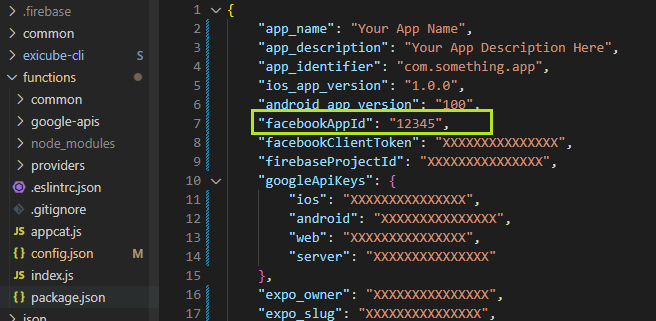 .firebase
common
exicube-cli
functions
common
google-apis
node_modules
providers
.eslintrc.json
.gitignore
JS appcat.js
{} config.json M
JS index.js
{} package.json
json
1 {
2 "app_name": "Your App Name",
3 "app_description": "Your App Description Here",
4 "app_identifier": "com.something.app",
5 "ios_app_version": "1.0.0",
6 "android_app_version": "100",
7 "facebookAppId": "12345",
8 "facebookClientToken": "XXXXXXXXXXXXXXX",
9 "firebaseProjectId": "XXXXXXXXXXXXXXX",
10 "googleApiKeys": {
11 "ios": "XXXXXXXXXXXXXXX",
12 "android": "XXXXXXXXXXXXXXX",
13 "web": "XXXXXXXXXXXXXXX",
14 "server": "XXXXXXXXXXXXXXX"
15 },
16 "expo_owner": "XXXXXXXXXXXXXXX",
17 "expo_slug": "XXXXXXXXXXXXXXX",